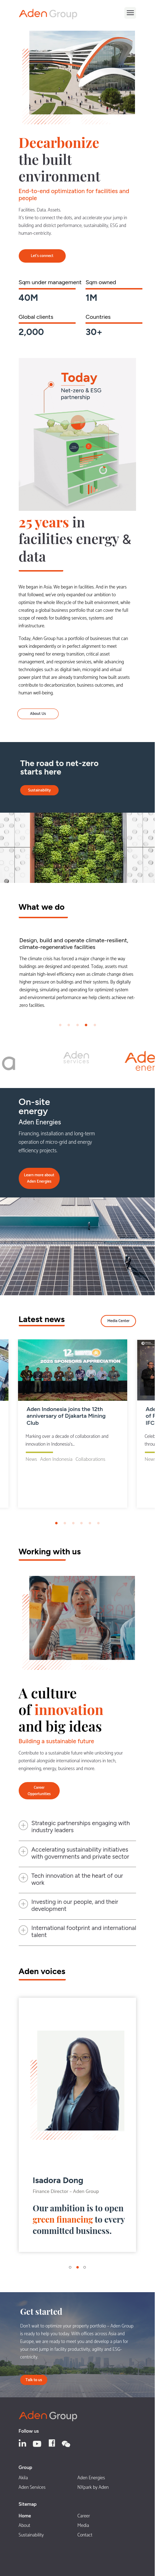 Aden Group
Decarbonize
the built
environment
End-to-end optimization for facilities and
people
Facilities. Data. Assets
It's time to connect the dots, and accelerate your jump in
building and district performance, sustainability, ESG and
human-centricity.
Let's connect
Sqm under management
40M
Sqm owned
1M
Global clients
2,000
Countries
30+
Today
Net-zero & ESG
partnership
25 years in
facilities energy &
data
We began in Asia. We began in facilities. And in the years
that followed, we've only expanded our ambition to
include the whole lifecycle of the built environment, while
creating a global business partner to cover the the full
scope of needs for building services, systems and
infrastructure.
Today, Aden Group has a portfolio of businesses that can
work independently or in perfect alignment to meet
growing need for energy transition, critical asset
management, and responsive services, while advancing
technologies such as digital twin, microgrid and virtual
power plant that are already transforming how built assets
contribute to decarbonization, business outcomes, and
human well-being.
About Us
The road to net-zero
starts here
Sustainability
What we do
Design, build and operate climate-resilient,
climate-regenerative facilities
The climate crisis has forced a major rethink in the way
buildings are designed and operated. Today, assets must
maintain high-level efficiency even as climate change drives
higher pressures on buildings and their systems. By digitally
designing, simulating and operating for optimized system
and environmental performance we help clients achieve net-
zero facilities.
Aden
services
Ade
ener
On-site
energy
Aden Energies
Financing, installation and long-term
operation of micro-grid and energy
efficiency projects.
Learn more about
Aden Energies
Latest news
Media Center
Aden Indonesia joins the 12th
anniversary of Djakarta Mining
Club
Marking over a decade of collaboration and
innovation in Indonesia's...
News Aden Indonesia Collaborations
Ade
of F
IFC
Celeb
throug
News
Working with us
A culture
of innovation
and big ideas
Building a sustainable future
Contribute to a sustainable future while unlocking your
potential alongside international innovators in tech,
engineering, energy, business and more.
Career
Opportunities
Strategic partnerships engaging with
industry leaders
Accelerating sustainability initiatives
with governments and private sector
Tech innovation at the heart of our
work
Investing in our people, and their
development
International footprint and international
talent
Aden voices
Isadora Dong
Finance Director – Aden Group
Our ambition is to open
green financing to every
committed business.
Get started
Don't wait to optimize your property portfolio – Aden Group
is ready to help you today. With offices across Asia and
Europe, we are ready to meet you and develop a plan for
your next jump in facility productivity, agility and ESG-
centricity.
Talk to us
Aden Group
Follow us
Group
Akila
Aden Energies
Aden Services
NXpark by Aden
Sitemap
Home
Career
About
Media
Sustainability
Contact